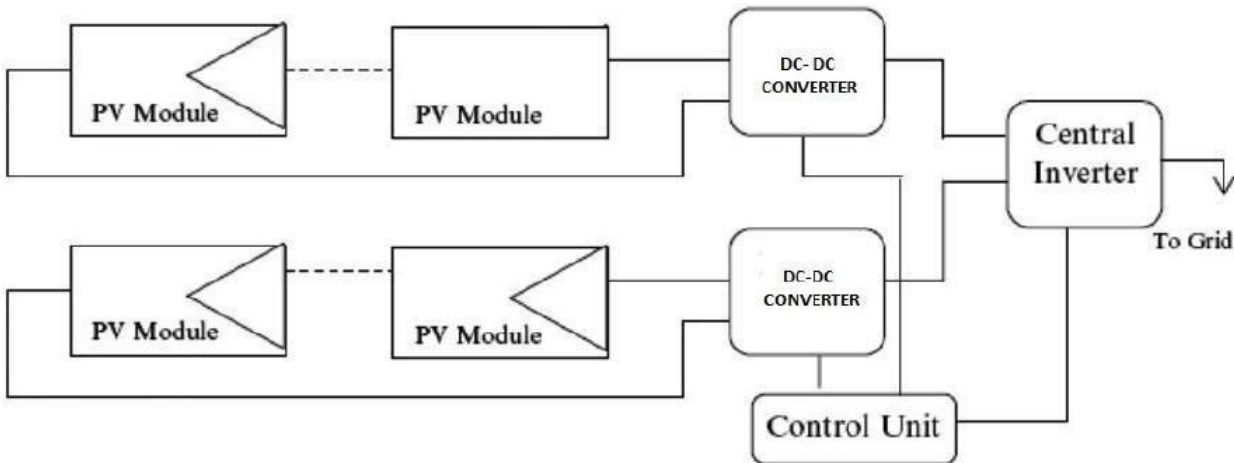 PV Module
PV Module
DC- DC
CONVERTER
Central
Inverter
To Grid
PV Module
PV Module
DC-DC
CONVERTER
Control Unit